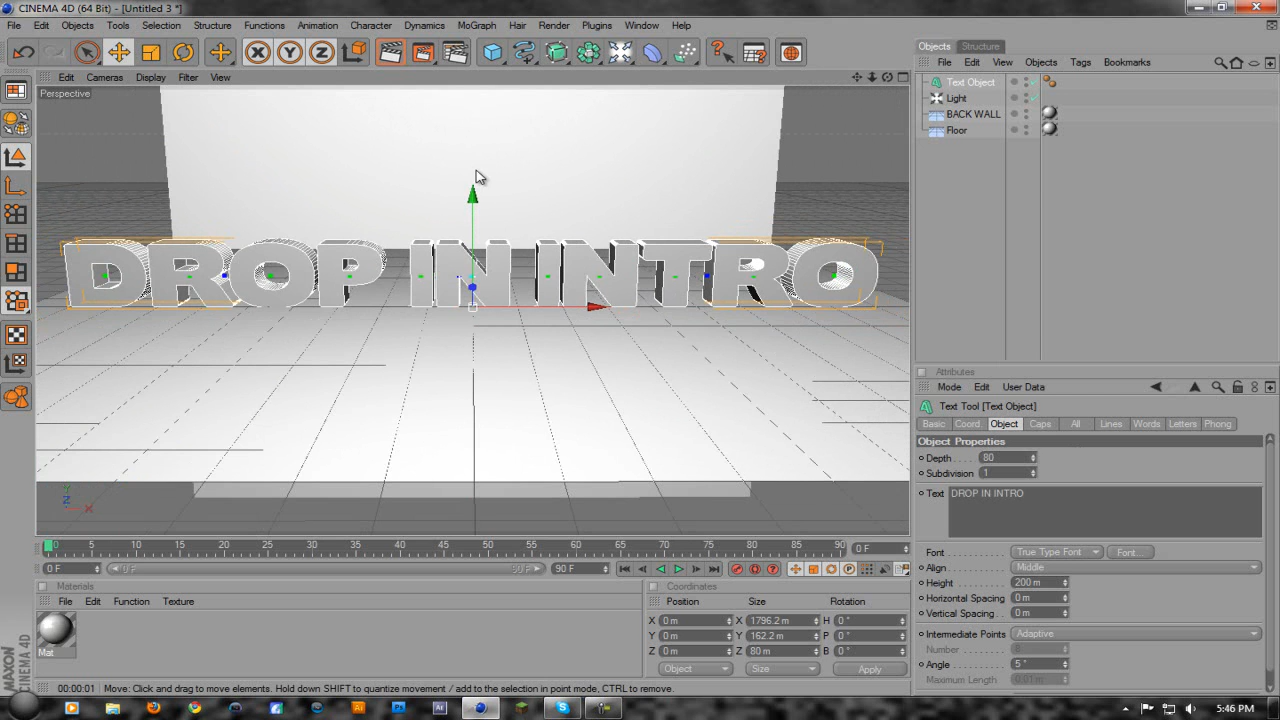 CINEMA 4D (64 Bit) - [Untitled 3 *]
File Edit Objects Tools Selection Structure Functions Animation Character Dynamics MoGraph Hair Render Plugins Window Help
Edit Cameras Display Filter View
Perspective
DROP IN INTRO
Y
Z X
0 5 10 15 20 25 30 35 40 45 50 55 60 65 70 75 80 85 90 0 F
0 F 0 F 90 F 90 F
Materials
File Edit Function Texture
Mat
MAXON
CINEMA 4D
Coordinates
Position Size Rotation
X 0 m X 1796.2 m H 0 °
Y 0 m Y 162.2 m P 0 °
Z 0 m Z 80 m B 0 °
Object Size Apply
00:00:01 Move: Click and drag to move elements. Hold down SHIFT to quantize movement / add to the selection in point mode, CTRL to remove.
Objects Structure
File Edit View Objects Tags Bookmarks
Text Object
Light
BACK WALL
Floor
Attributes
Mode Edit User Data
Text Tool [Text Object]
Basic Coord. Object Caps All Lines Words Letters Phong
Object Properties
Depth 80
Subdivision 1
Text DROP IN INTRO
Font True Type Font Font...
Align Middle
Height 200 m
Horizontal Spacing 0 m
Vertical Spacing 0 m
Intermediate Points Adaptive
Number 8
Angle 5 °
Maximum Length 0.01 m
5:46 PM